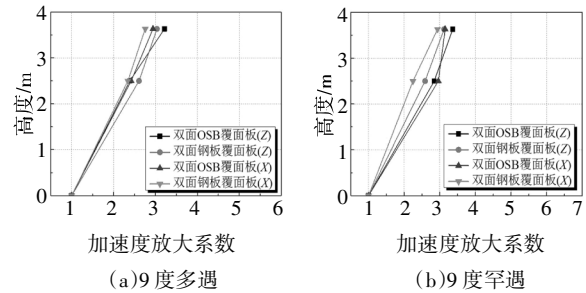 4
3
2
1
0
高度/m
双面OSB覆面板(Z)
双面钢板覆面板(Z)
双面OSB覆面板(X)
双面钢板覆面板(X)
1 2 3 4 5 6
加速度放大系数
(a)9 度多遇
4
3
2
1
0
高度/m
双面OSB覆面板(Z)
双面钢板覆面板(Z)
双面OSB覆面板(X)
双面钢板覆面板(X)
1 2 3 4 5 6 7
加速度放大系数
(b)9 度罕遇